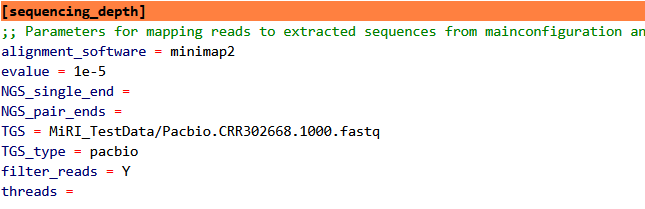 [sequencing_depth]
;; Parameters for mapping reads to extracted sequences from mainconfiguration an
alignment_software = minimap2
evalue = 1e-5
NGS_single_end =
NGS_pair_ends =
TGS = MiRI_TestData/Pacbio.CRR302668.1000.fastq
TGS_type = pacbio
filter_reads = Y
threads =